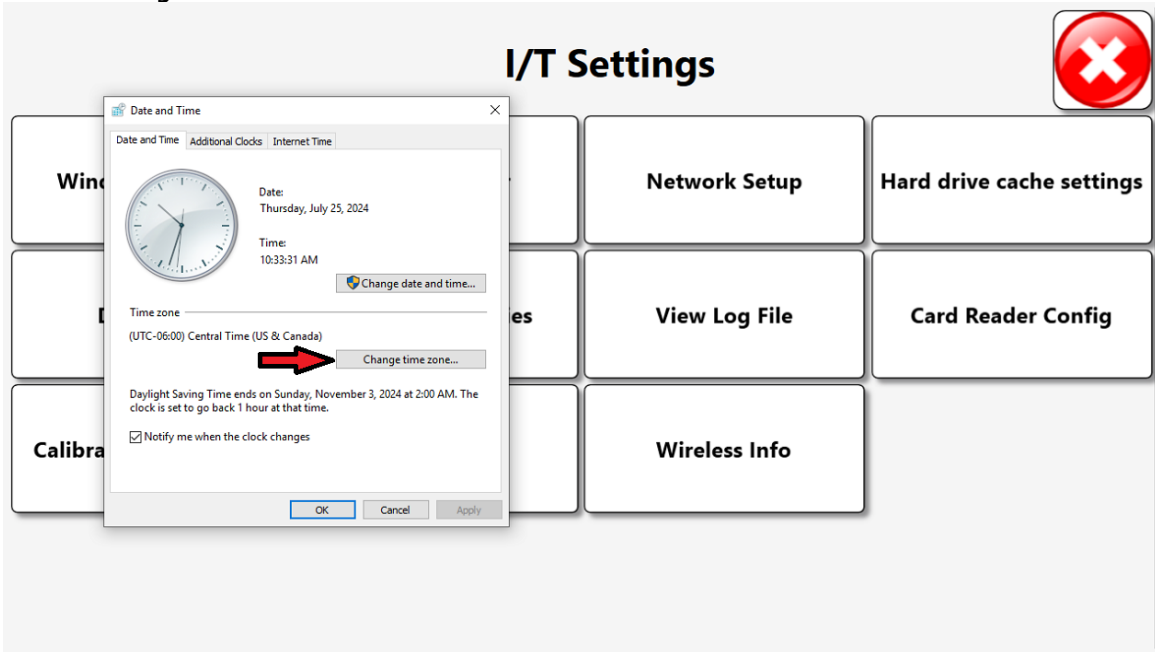 I/T Settings
Date and Time
Date and Time Additional Clocks Internet Time
Date:
Thursday, July 25, 2024
Time:
10:33:31 AM
Change date and time...
Time zone
(UTC-06:00) Central Time (US & Canada)
Change time zone...
Daylight Saving Time ends on Sunday, November 3, 2024 at 2:00 AM. The
clock is set to go back 1 hour at that time.
Notify me when the clock changes
OK Cancel Apply
Network Setup
Hard drive cache settings
View Log File
Card Reader Config
Wireless Info